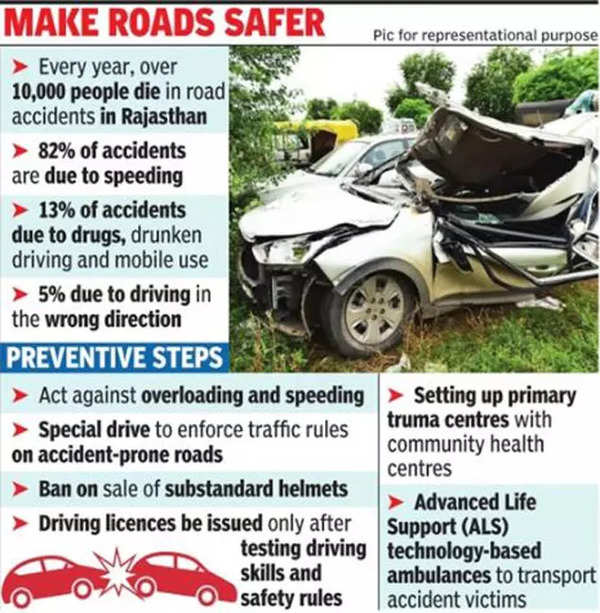 MAKE ROADS SAFER
Pic for representational purpose
➤ Every year, over
10,000 people die in road
accidents in Rajasthan
➤ 82% of accidents
are due to speeding
➤ 13% of accidents
due to drugs, drunken
driving and mobile use
➤ 5% due to driving in
the wrong direction
PREVENTIVE STEPS
➤ Act against overloading and speeding
➤ Special drive to enforce traffic rules
on accident-prone roads
➤ Ban on sale of substandard helmets
➤ Driving licences be issued only after
testing driving
skills and
safety rules
➤ Setting up primary
truma centres with
community health
centres
➤ Advanced Life
Support (ALS)
technology-based
ambulances to transport
accident victims